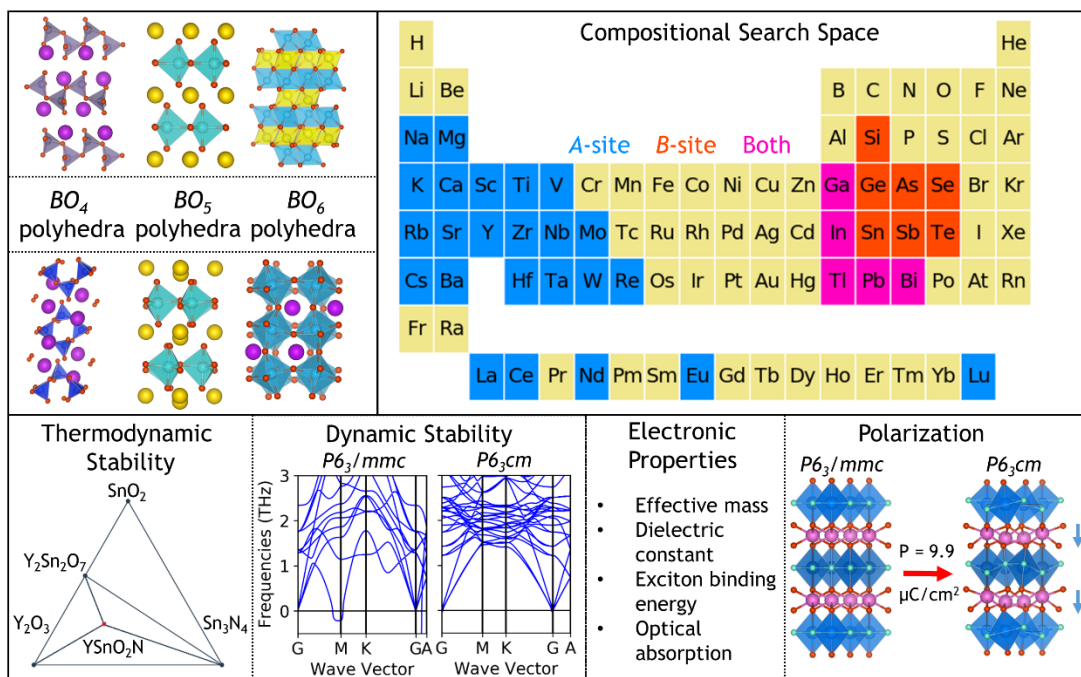 BO4 polyhedra
BO5 polyhedra
BO6 polyhedra
Compositional Search Space
A-site B-site Both
H He
Li Be B C N O F Ne
Na Mg Al Si P S Cl Ar
K Ca Sc Ti V Cr Mn Fe Co Ni Cu Zn Ga Ge As Se Br Kr
Rb Sr Y Zr Nb Mo Tc Ru Rh Pd Ag Cd In Sn Sb Te I Xe
Cs Ba Hf Ta W Re Os Ir Pt Au Hg Tl Pb Bi Po At Rn
Fr Ra
La Ce Pr Nd Pm Sm Eu Gd Tb Dy Ho Er Tm Yb Lu
Thermodynamic
Stability
SnO2
Y2Sn2O7
Y2O3
Sn3N4
YSnO2N
Dynamic Stability
P63/mmc
P63cm
Frequencies (THz)
3
2
1
0
G M K G A
Wave Vector
G M K G A
Wave Vector
Electronic
Properties
• Effective mass
• Dielectric
constant
• Exciton binding
energy
• Optical
absorption
Polarization
P63/mmc
P63cm
P = 9.9
µC/cm²